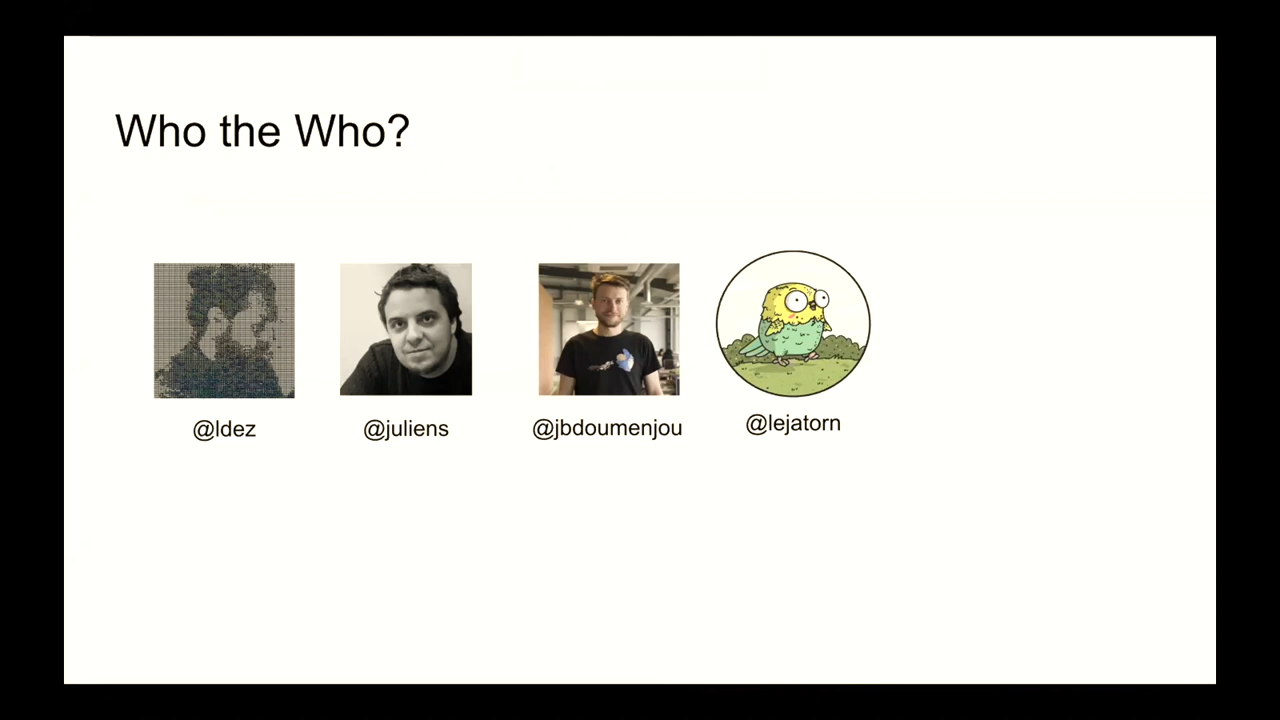 Who the Who?
@ldez
@juliens
@jbdoumenjou
@lejatorn